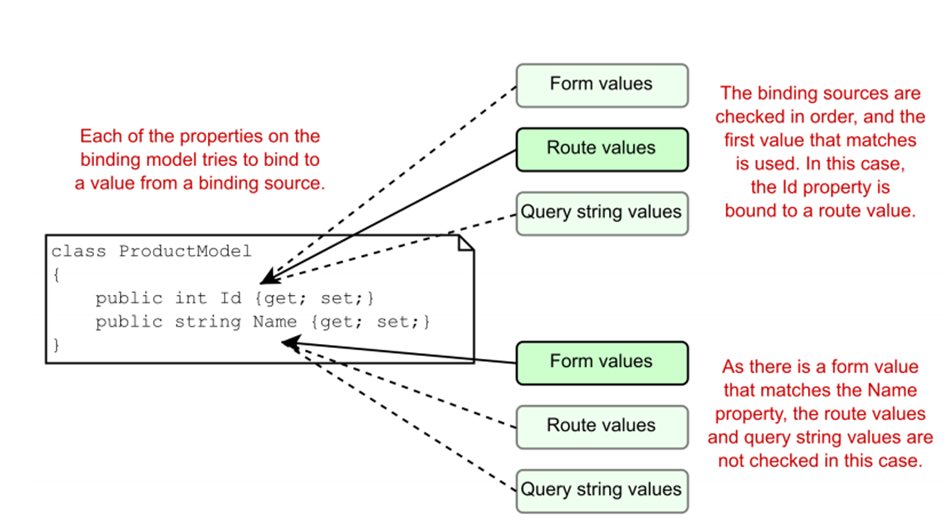 Each of the properties on the
binding model tries to bind to
a value from a binding source.
class ProductModel
{
public int Id {get; set;}
public string Name {get; set;}
}
Form values
Route values
Query string values
The binding sources are
checked in order, and the
first value that matches
is used. In this case,
the Id property is
bound to a route value.
Form values
Route values
Query string values
As there is a form value
that matches the Name
property, the route values
and query string values are
not checked in this case.